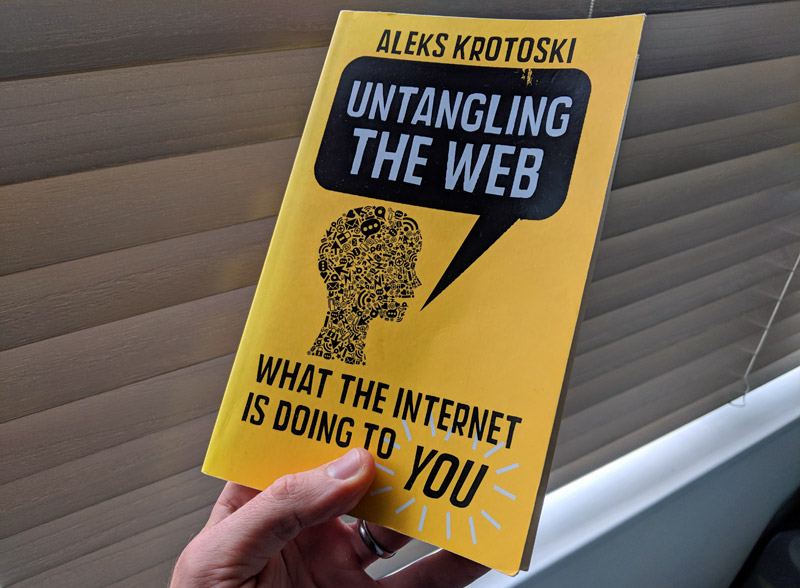 ALEKS KROTOSKI
UNTANGLING
THE WEB
WHAT THE INTERNET
IS DOING TO YOU